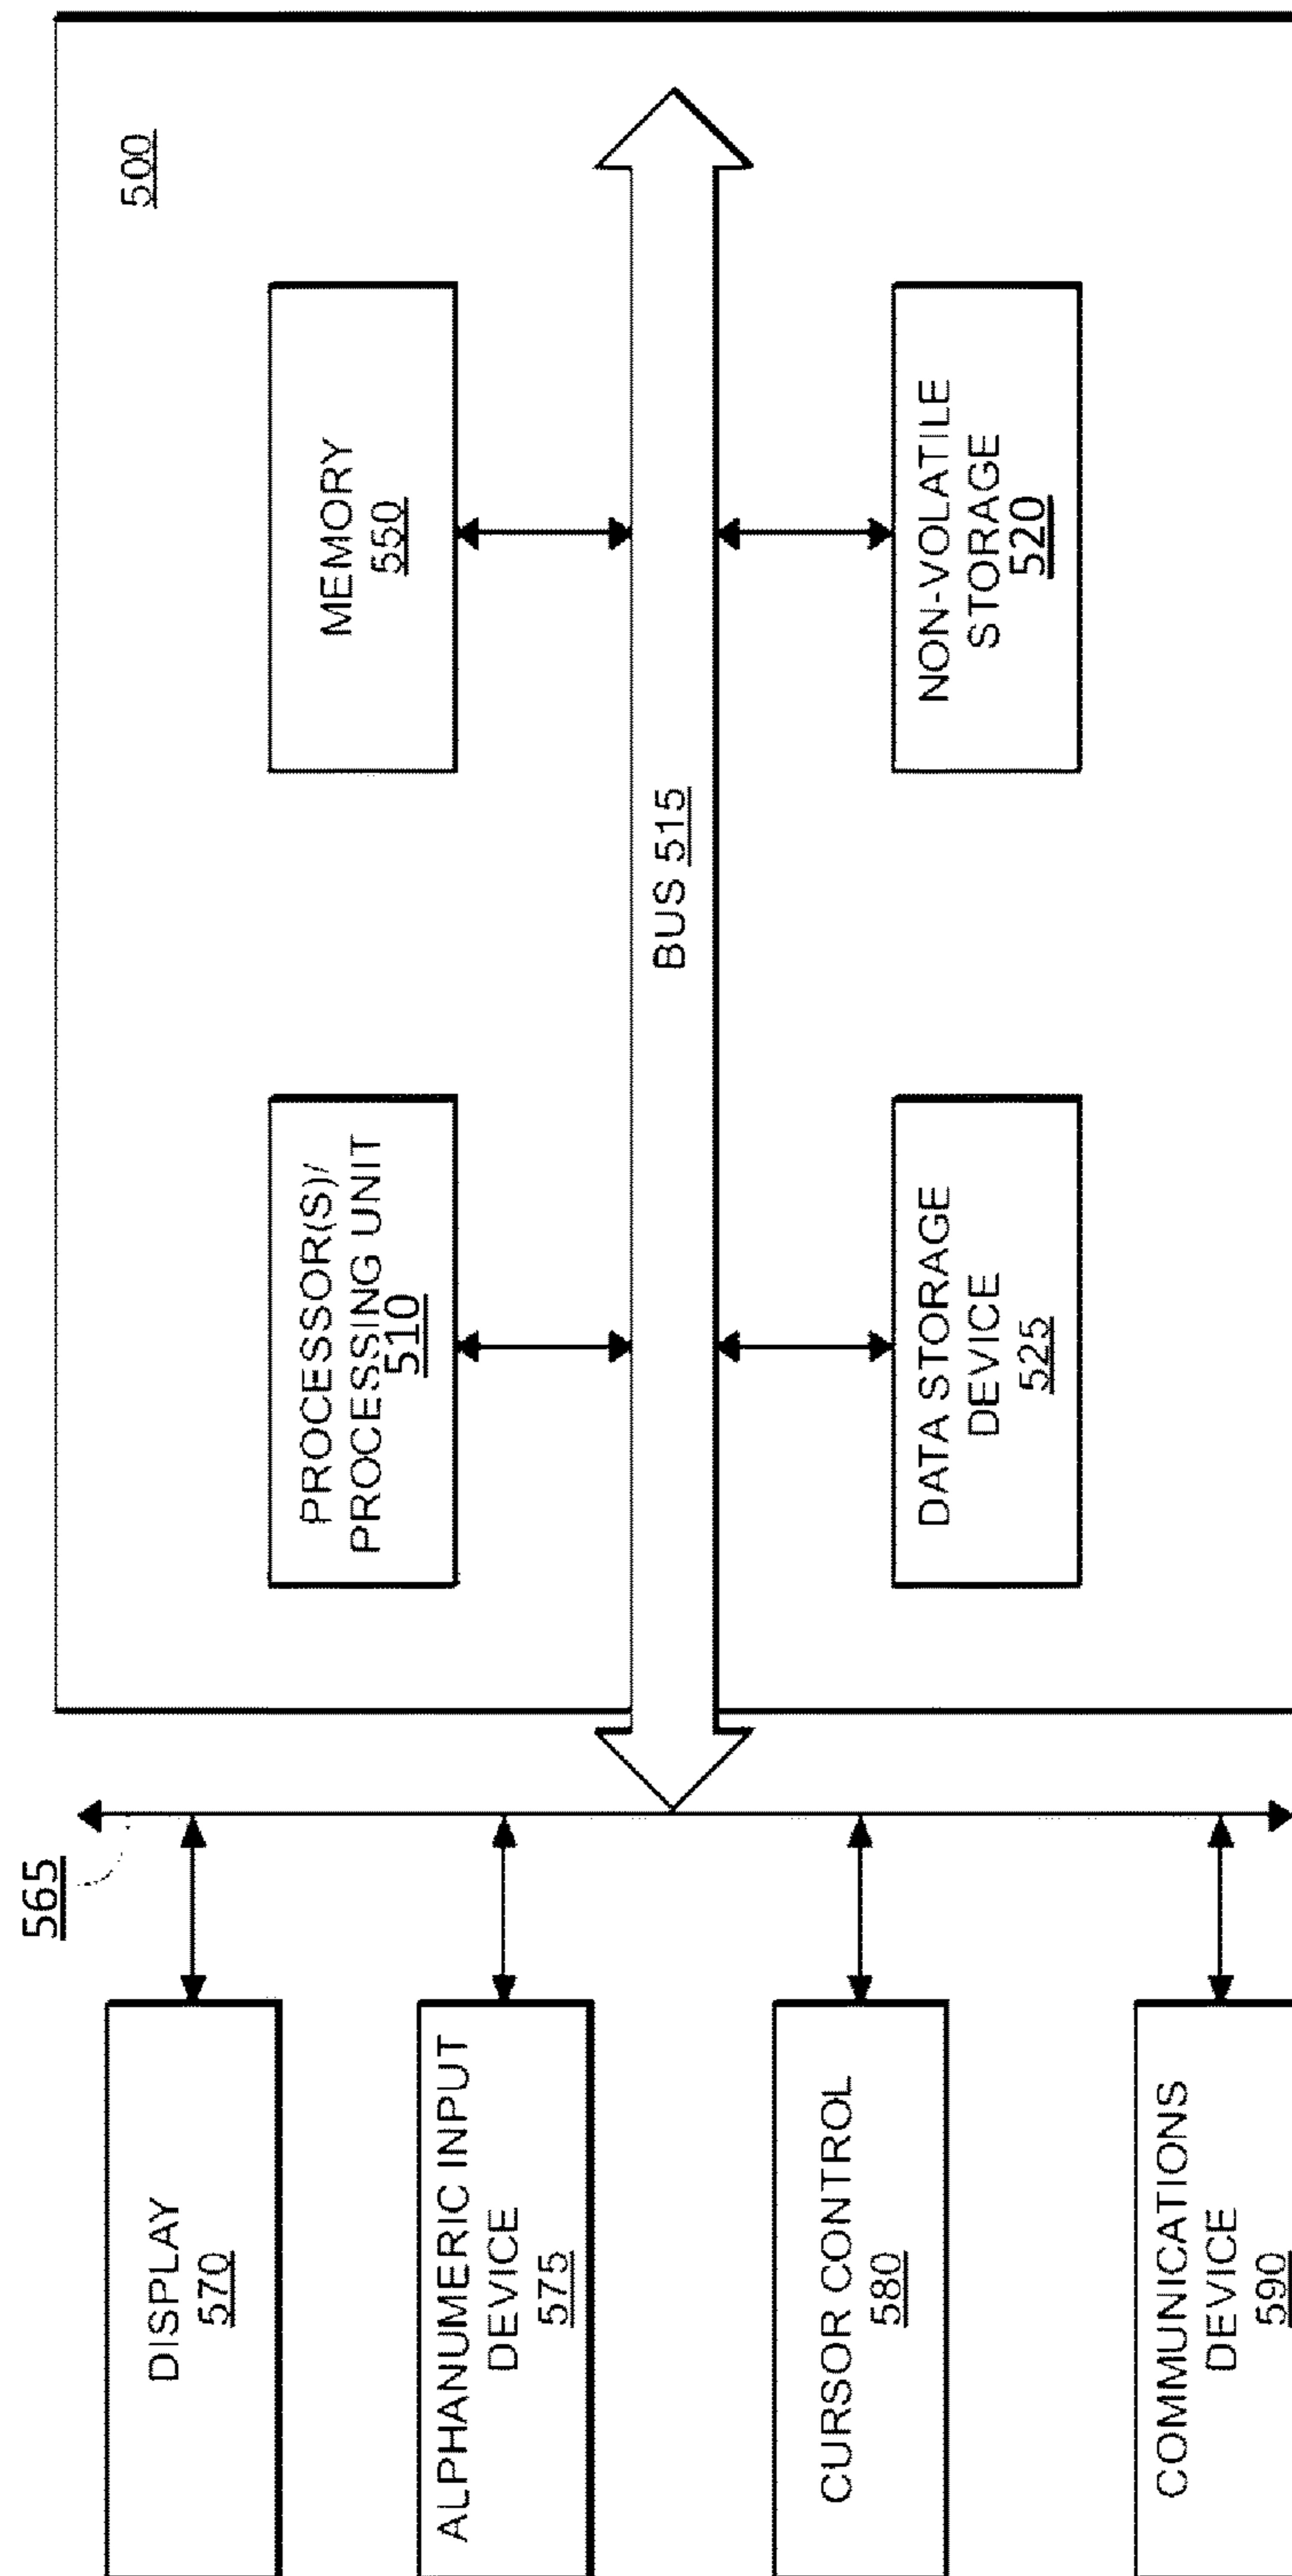 500
MEMORY
550
NON-VOLATILE
STORAGE
520
BUS 515
PROCESSOR(S)/
PROCESSING UNIT
510
DATA STORAGE
DEVICE
525
565
DISPLAY
570
ALPHANUMERIC INPUT
DEVICE
575
CURSOR CONTROL
580
COMMUNICATIONS
DEVICE
590